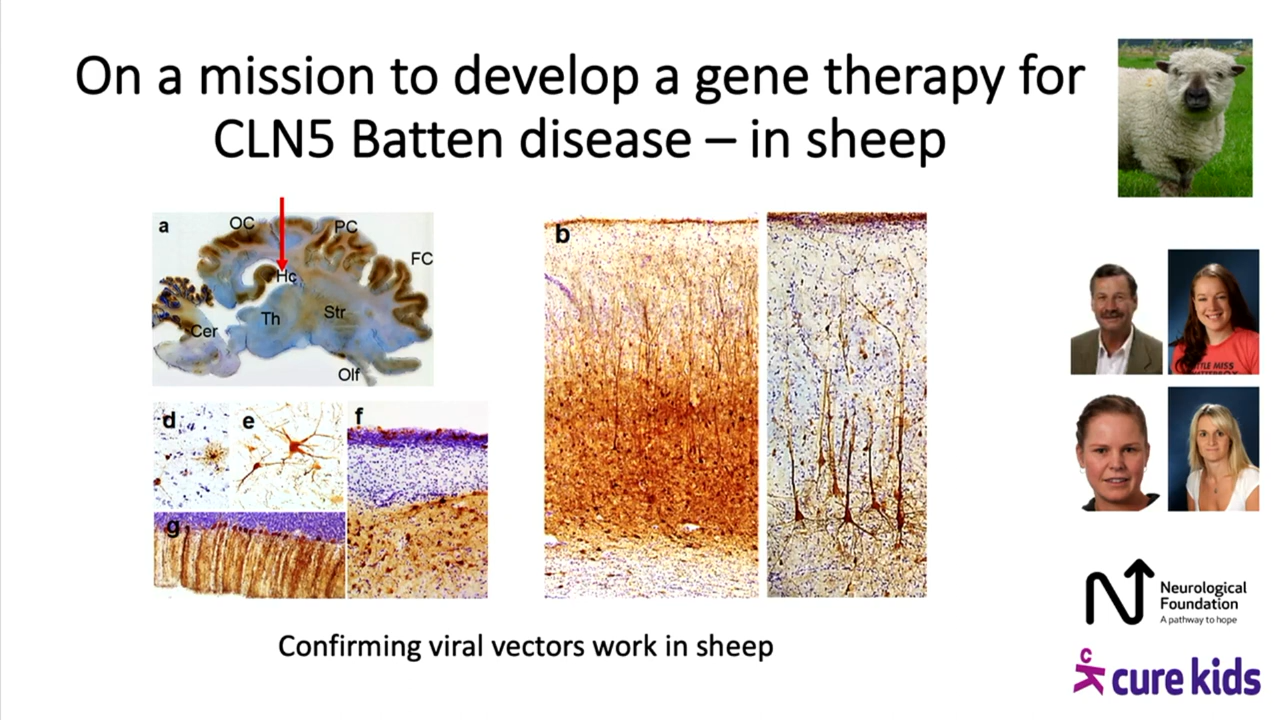 On a mission to develop a gene therapy for
CLN5 Batten disease – in sheep
a
OC
PC
FC
Hc
Th
Str
Cer
Olf
b
d
e
f
g
Confirming viral vectors work in sheep
Neurological
Foundation
A pathway to hope
cure kids